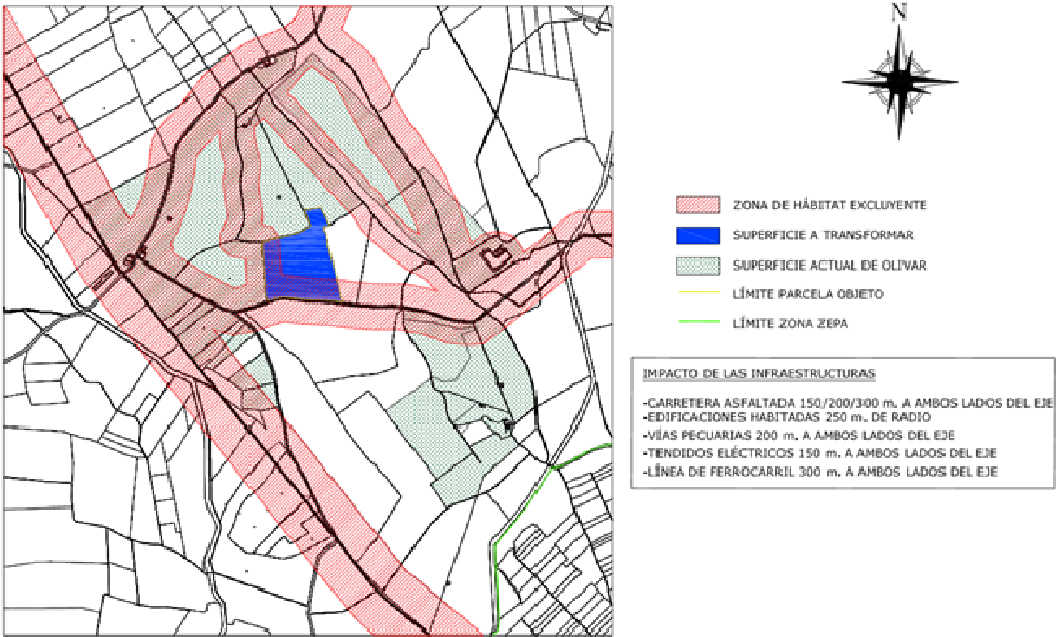 N
ZONA DE HÁBITAT EXCLUYENTE
SUPERFICIE A TRANSFORMAR
SUPERFICIE ACTUAL DE OLIVAR
LÍMITE PARCELA OBJETO
LÍMITE ZONA ZEPA
IMPACTO DE LAS INFRAESTRUCTURAS
-CARRETERA ASFALTADA 150/200/300 m. A AMBOS LADOS DEL EJE
-EDIFICACIONES HABITADAS 250 m. DE RADIO
-VÍAS PECUARIAS 200 m. A AMBOS LADOS DEL EJE
-TENDIDOS ELÉCTRICOS 150 m. A AMBOS LADOS DEL EJE
-LÍNEA DE FERROCARRIL 300 m. A AMBOS LADOS DEL EJE